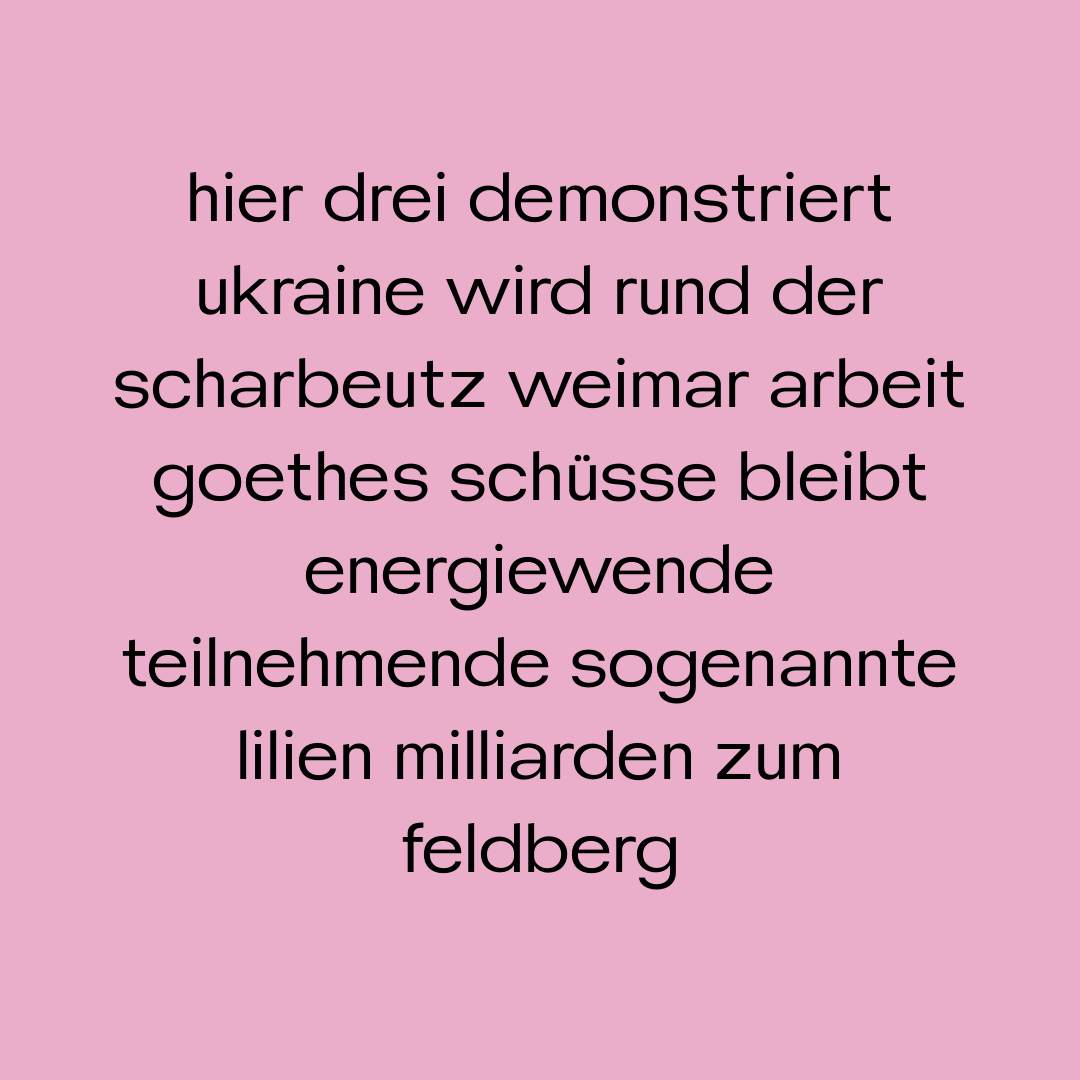 hier drei demonstriert
ukraine wird rund der
scharbeutz weimar arbeit
goethes schüsse bleibt
energiewende
teilnehmende sogenannte
lilien milliarden zum
feldberg